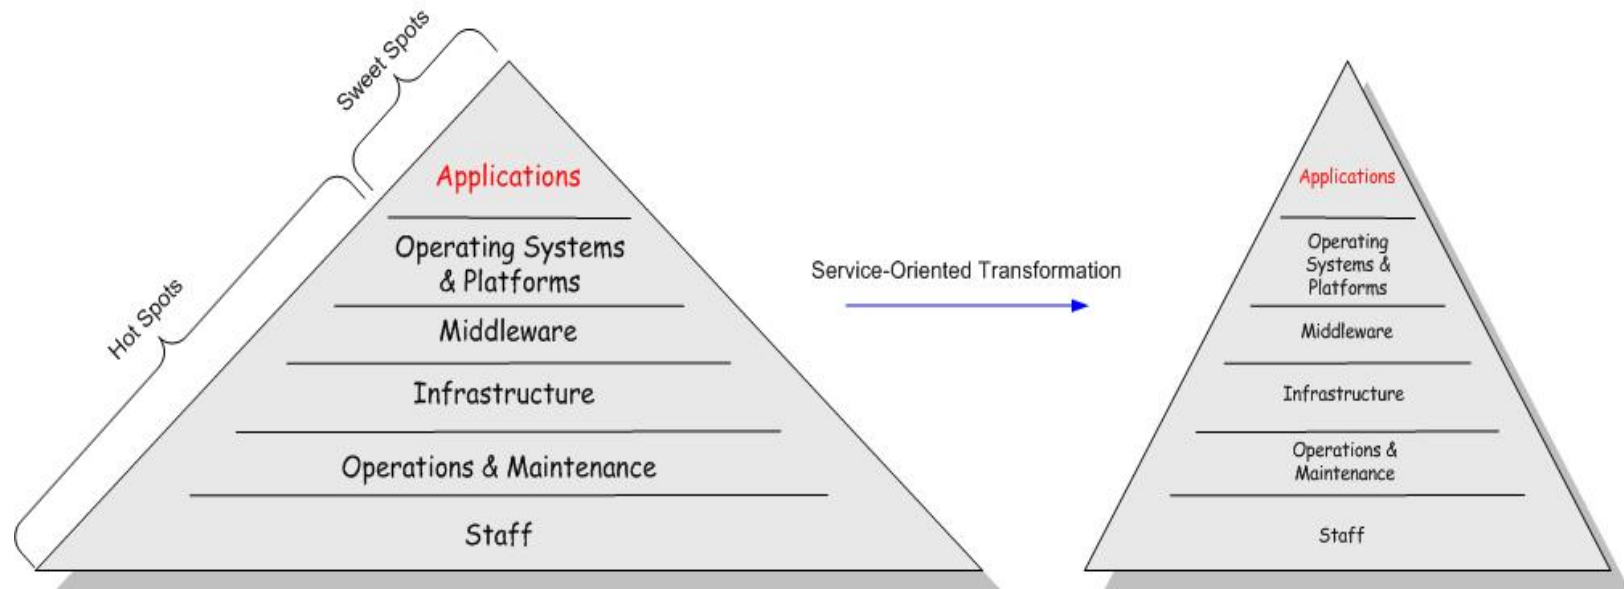 Sweet Spots
Hot Spots
Applications
Operating Systems
& Platforms
Middleware
Infrastructure
Operations & Maintenance
Staff
Service-Oriented Transformation
Applications
Operating
Systems &
Platforms
Middleware
Infrastructure
Operations &
Maintenance
Staff